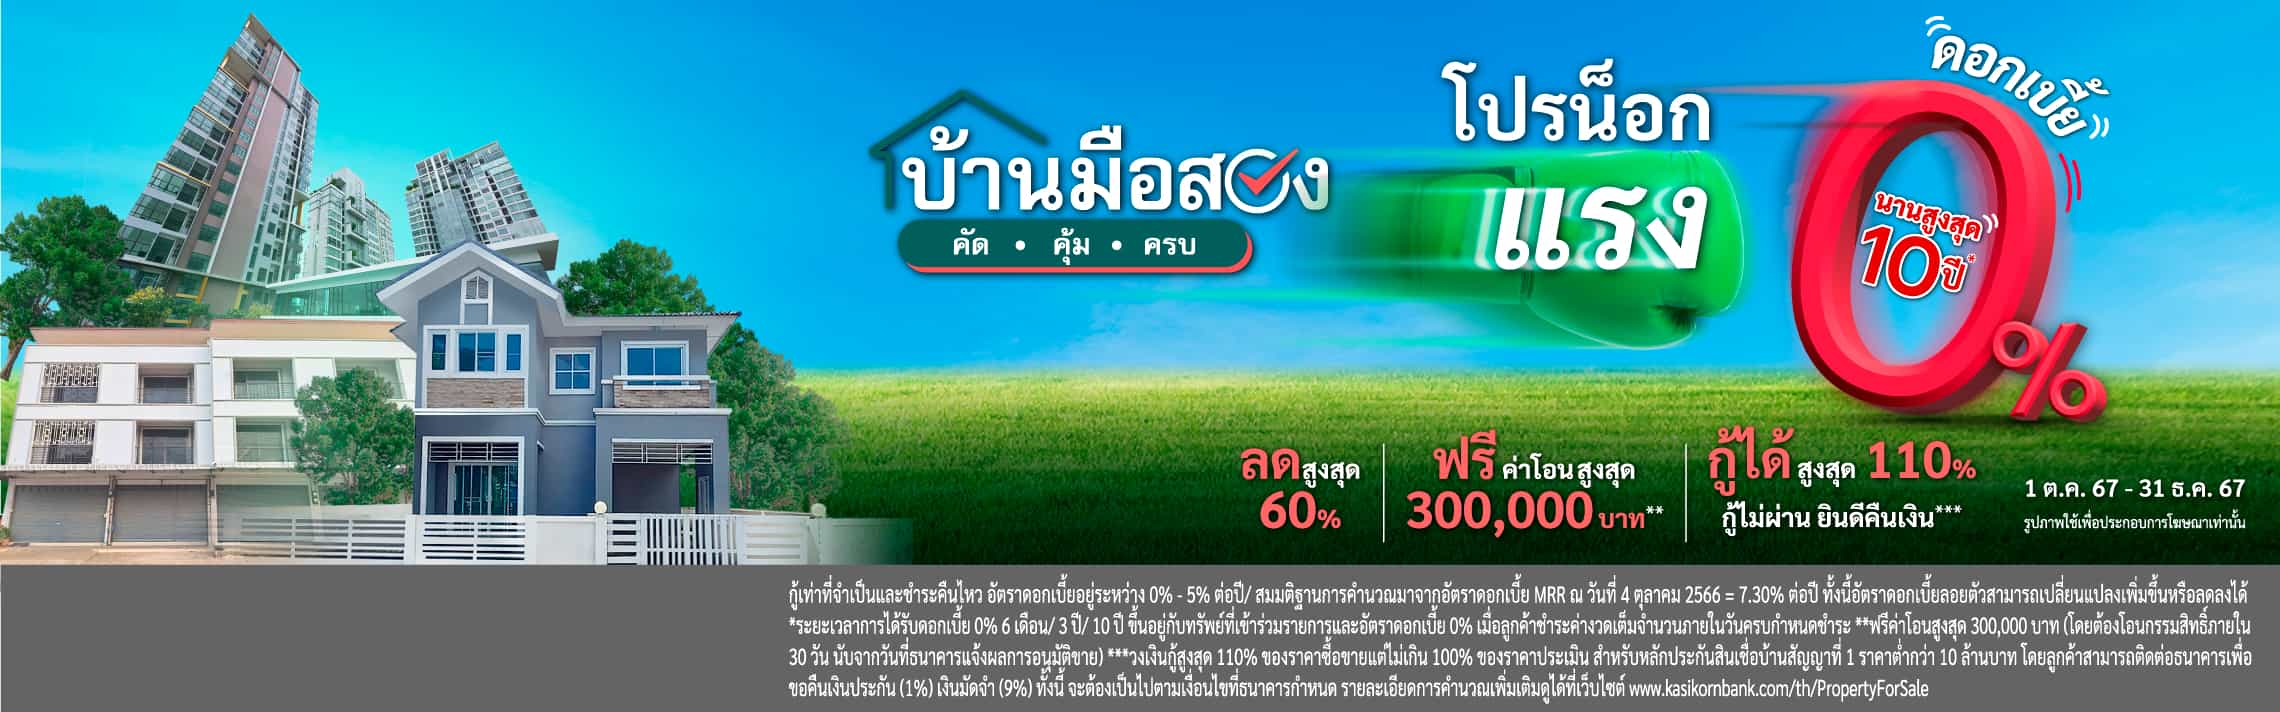 บ้านมือสอง
คัด • คุ้ม • ครบ
โปรน็อก
แรง
ดอกเบี้ย
0%
นานสูงสุด
10 ปี*
ลดสูงสุด
60%
ฟรี ค่าโอน สูงสุด
300,000 บาท**
กู้ได้ สูงสุด 110%
กู้ไม่ผ่าน ยินดีคืนเงิน***
1 ต.ค. 67 - 31 ธ.ค. 67
รูปภาพใช้เพื่อประกอบการโฆษณาเท่านั้น
กู้เท่าที่จำเป็นและชำระคืนไหว อัตราดอกเบี้ยอยู่ระหว่าง 0% - 5% ต่อปี/ สมมติฐานการคำนวณมาจากอัตราดอกเบี้ย MRR ณ วันที่ 4 ตุลาคม 2566 = 7.30% ต่อปี ทั้งนี้อัตราดอกเบี้ยลอยตัวสามารถเปลี่ยนแปลงเพิ่มขึ้นหรือลดลงได้
*ระยะเวลาการได้รับดอกเบี้ย 0% 6 เดือน/ 3 ปี/ 10 ปี ขึ้นอยู่กับทรัพย์ที่เข้าร่วมรายการและอัตราดอกเบี้ย 0% เมื่อลูกค้าชำระค่างวดเต็มจำนวนภายในวันครบกำหนดชำระ **ฟรีค่าโอนสูงสุด 300,000 บาท (โดยต้องโอนกรรมสิทธิ์ภายใน
30 วัน นับจากวันที่ธนาคารแจ้งผลการอนุมัติขาย) ***วงเงินกู้สูงสุด 110% ของราคาซื้อขายแต่ไม่เกิน 100% ของราคาประเมิน สำหรับหลักประกันสินเชื่อบ้านสัญญาที่ 1 ราคาต่ำกว่า 10 ล้านบาท โดยลูกค้าสามารถติดต่อธนาคารเพื่อ
ขอคืนเงินประกัน (1%) เงินมัดจำ (9%) ทั้งนี้ จะต้องเป็นไปตามเงื่อนไขที่ธนาคารกำหนด รายละเอียดการคำนวณเพิ่มเติมดูได้ที่เว็บไซต์ www.kasikornbank.com/th/PropertyForSale